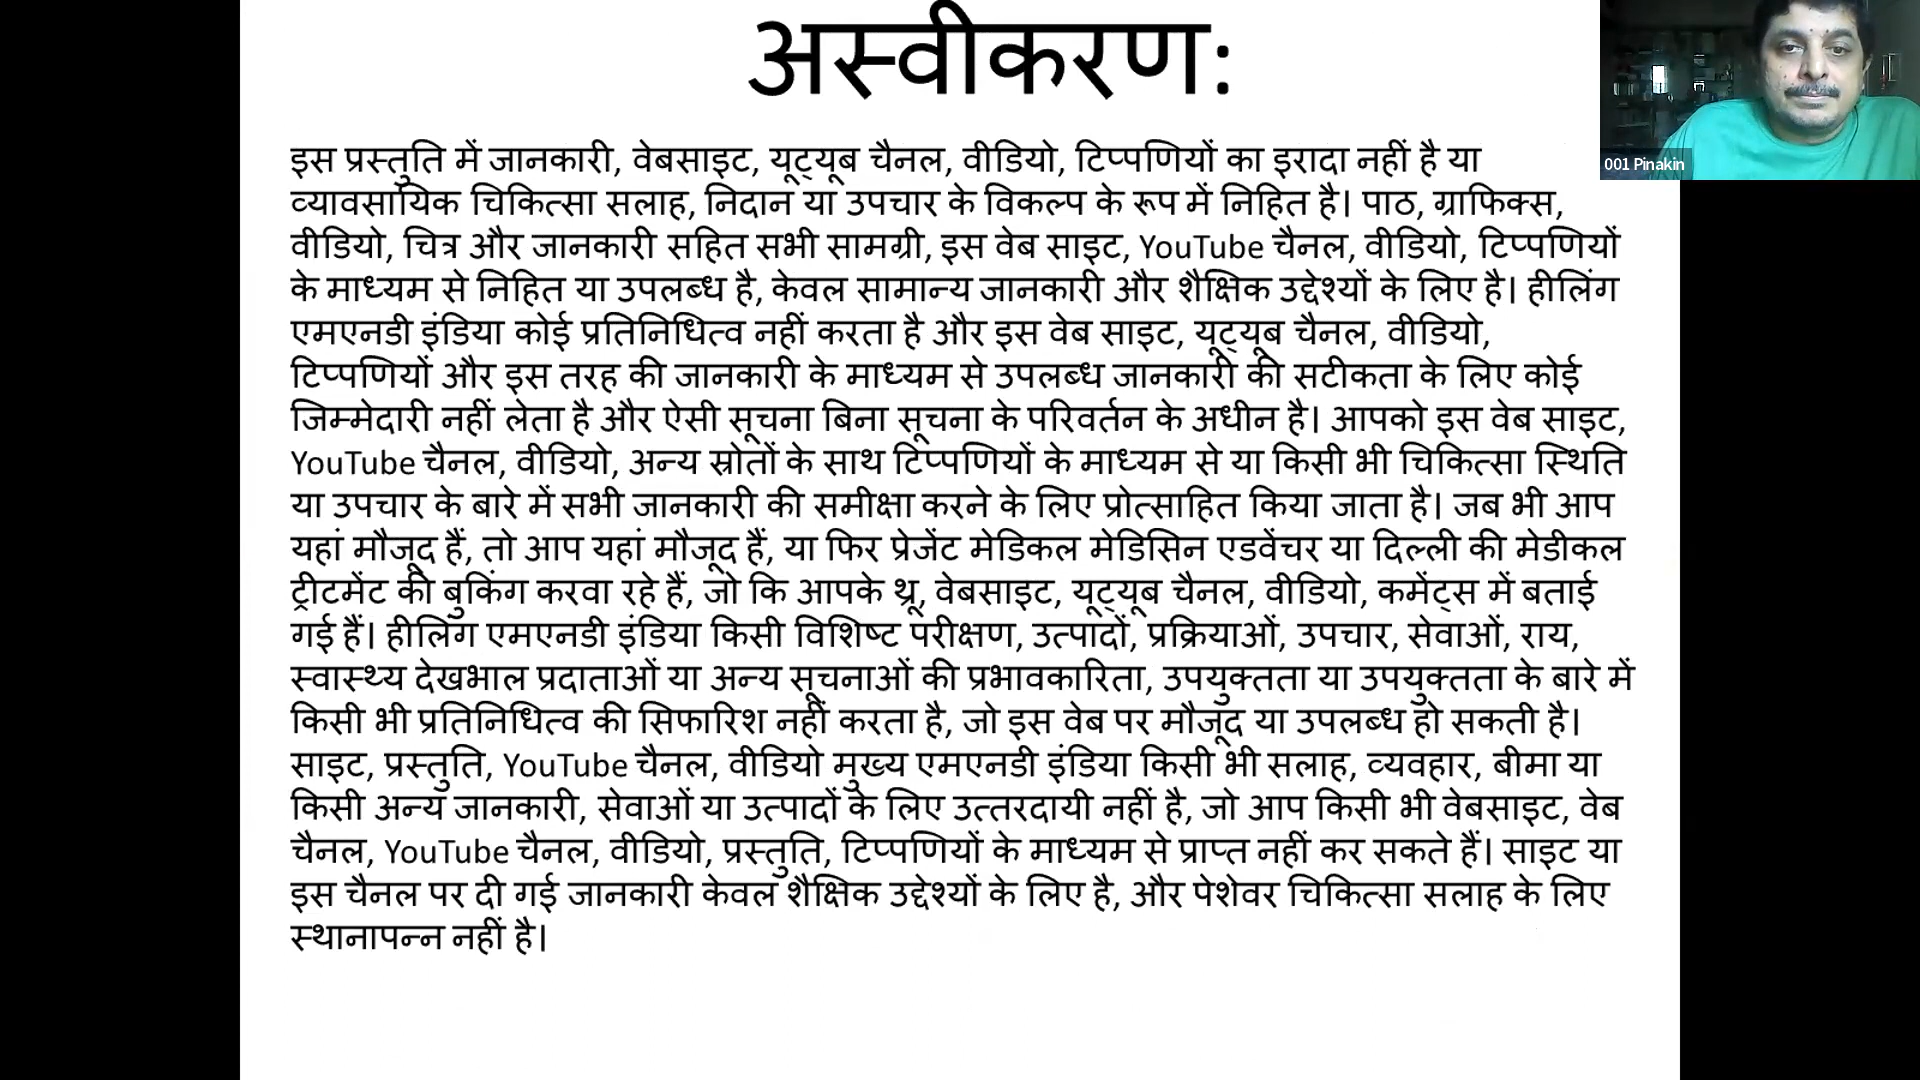 अस्वीकरण:
इस प्रस्तुति में जानकारी, वेबसाइट, यूट्यूब चैनल, वीडियो, टिप्पणियों का इरादा नहीं है या
व्यावसायिक चिकित्सा सलाह, निदान या उपचार के विकल्प के रूप में निहित है। पाठ, ग्राफिक्स,
वीडियो, चित्र और जानकारी सहित सभी सामग्री, इस वेब साइट, YouTube चैनल, वीडियो, टिप्पणियों
के माध्यम से निहित या उपलब्ध है, केवल सामान्य जानकारी और शैक्षिक उद्देश्यों के लिए है। हीलिंग
एमएनडी इंडिया कोई प्रतिनिधित्व नहीं करता है और इस वेब साइट, यूट्यूब चैनल, वीडियो,
टिप्पणियों और इस तरह की जानकारी के माध्यम से उपलब्ध जानकारी की सटीकता के लिए कोई
जिम्मेदारी नहीं लेता है और ऐसी सूचना बिना सूचना के परिवर्तन के अधीन है। आपको इस वेब साइट,
YouTube चैनल, वीडियो, अन्य स्रोतों के साथ टिप्पणियों के माध्यम से या किसी भी चिकित्सा स्थिति
या उपचार के बारे में सभी जानकारी की समीक्षा करने के लिए प्रोत्साहित किया जाता है। जब भी आप
यहां मौजूद हैं, तो आप यहां मौजूद हैं, या फिर प्रेजेंट मेडिकल मेडिसिन एडवेंचर या दिल्ली की मेडीकल
ट्रीटमेंट की बुकिंग करवा रहे हैं, जो कि आपके थ्रू, वेबसाइट, यूट्यूब चैनल, वीडियो, कमेंट्स में बताई
गई हैं। हीलिंग एमएनडी इंडिया किसी विशिष्ट परीक्षण, उत्पादों, प्रक्रियाओं, उपचार, सेवाओं, राय,
स्वास्थ्य देखभाल प्रदाताओं या अन्य सूचनाओं की प्रभावकारिता, उपयुक्तता या उपयुक्तता के बारे में
किसी भी प्रतिनिधित्व की सिफारिश नहीं करता है, जो इस वेब पर मौजूद या उपलब्ध हो सकती है।
साइट, प्रस्तुति, YouTube चैनल, वीडियो मुख्य एमएनडी इंडिया किसी भी सलाह, व्यवहार, बीमा या
किसी अन्य जानकारी, सेवाओं या उत्पादों के लिए उत्तरदायी नहीं है, जो आप किसी भी वेबसाइट, वेब
चैनल, YouTube चैनल, वीडियो, प्रस्तुति, टिप्पणियों के माध्यम से प्राप्त नहीं कर सकते हैं। साइट या
इस चैनल पर दी गई जानकारी केवल शैक्षिक उद्देश्यों के लिए है, और पेशेवर चिकित्सा सलाह के लिए
स्थानापन्न नहीं है।
001 Pinakin